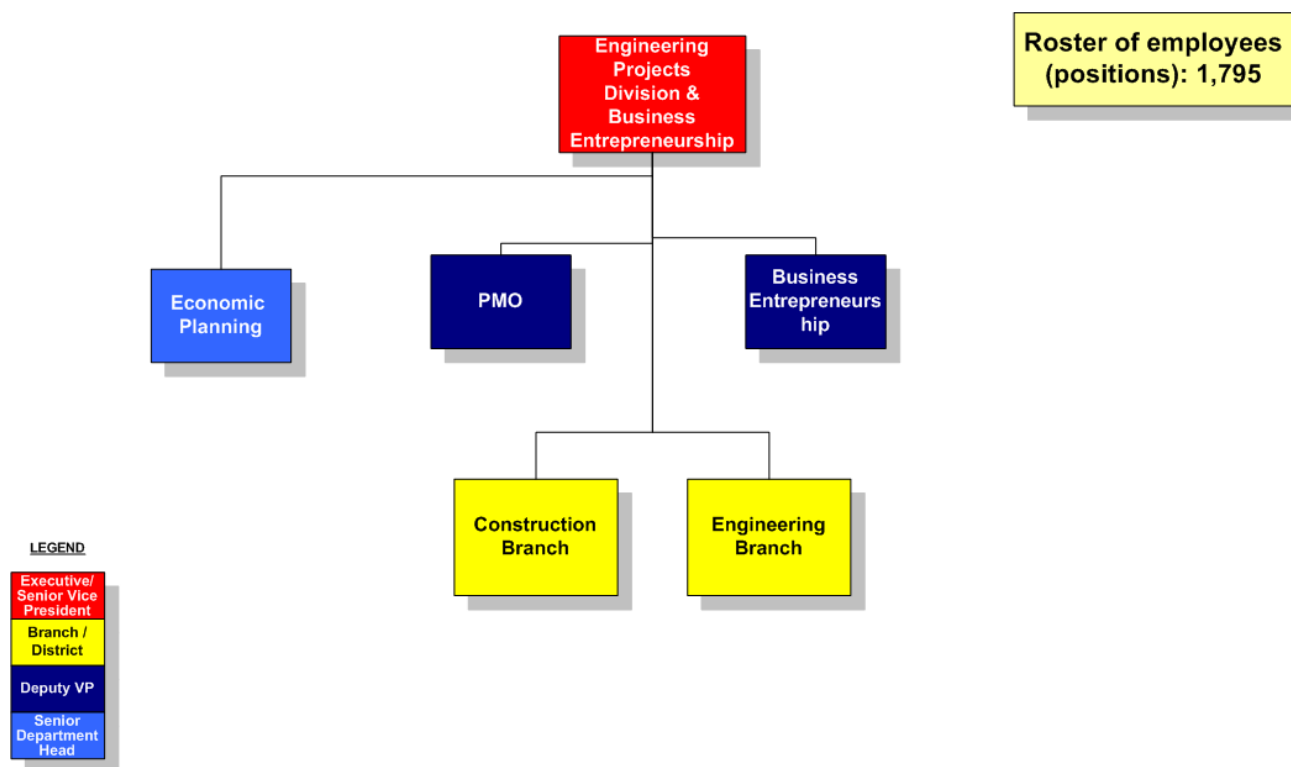 Engineering
Projects
Division &
Business
Entrepreneurship
Roster of employees
(positions): 1,795
Economic
Planning
PMO
Business
Entrepreneurs
hip
Construction
Branch
Engineering
Branch
LEGEND
Executive/
Senior Vice
President
Branch /
District
Deputy VP
Senior
Department
Head